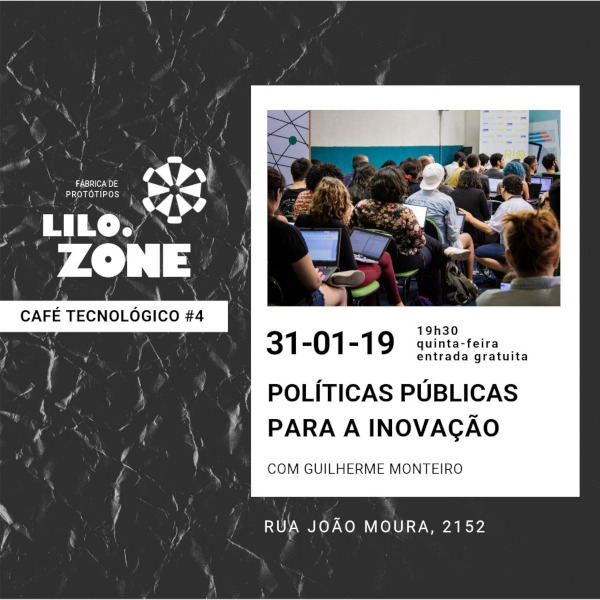 FÁBRICA DE
PROTÓTIPOS
LILO.
ZONE
CAFÉ TECNOLÓGICO #4
31-01-19
19h30
quinta-feira
entrada gratuita
POLÍTICAS PÚBLICAS
PARA A INOVAÇÃO
COM GUILHERME MONTEIRO
RUA JOÃO MOURA, 2152